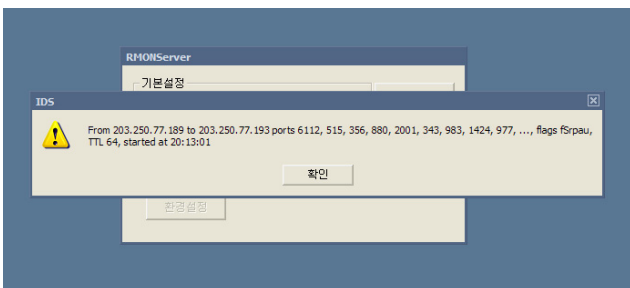 RMONServer
기본설정
IDS
From 203.250.77.189 to 203.250.77.193 ports 6112, 515, 356, 880, 2001, 343, 983, 1424, 977, ..., flags fSrpau,
TTL 64, started at 20:13:01
확인
환경설정